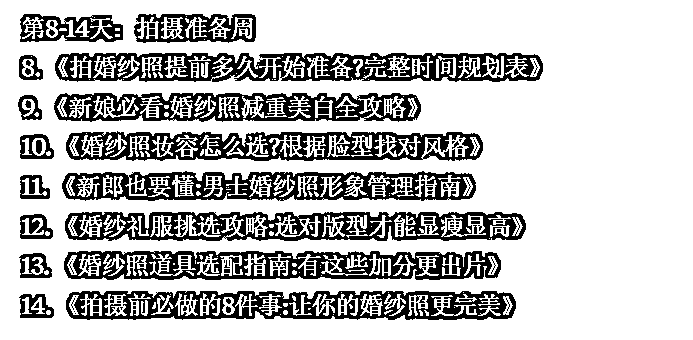 第8-14天：拍摄准备周
8.《拍婚纱照提前多久开始准备?完整时间规划表》
9.《新娘必看:婚纱照减重美白全攻略》
10.《婚纱照妆容怎么选?根据脸型找对风格》
11.《新郎也要懂:男士婚纱照形象管理指南》
12.《婚纱礼服挑选攻略:选对版型才能显瘦显高》
13.《婚纱照道具选配指南:有这些加分更出片》
14.《拍摄前必做的8件事:让你的婚纱照更完美》